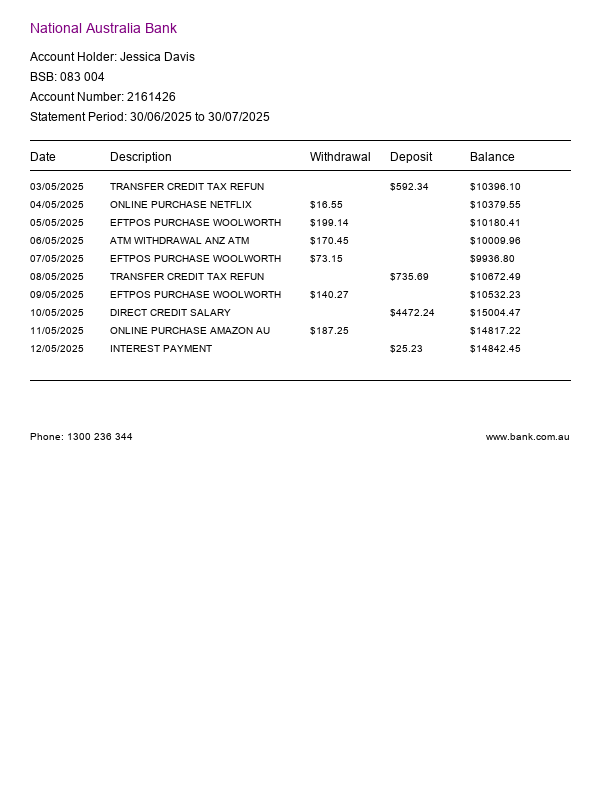 National Australia Bank
Account Holder: Jessica Davis
BSB: 083 004
Account Number: 2161426
Statement Period: 30/06/2025 to 30/07/2025
Date Description Withdrawal Deposit Balance
03/05/2025 TRANSFER CREDIT TAX REFUN $592.34 $10396.10
04/05/2025 ONLINE PURCHASE NETFLIX $16.55 $10379.55
05/05/2025 EFTPOS PURCHASE WOOLWORTH $199.14 $10180.41
06/05/2025 ATM WITHDRAWAL ANZ ATM $170.45 $10009.96
07/05/2025 EFTPOS PURCHASE WOOLWORTH $73.15 $9936.80
08/05/2025 TRANSFER CREDIT TAX REFUN $735.69 $10672.49
09/05/2025 EFTPOS PURCHASE WOOLWORTH $140.27 $10532.23
10/05/2025 DIRECT CREDIT SALARY $4472.24 $15004.47
11/05/2025 ONLINE PURCHASE AMAZON AU $187.25 $14817.22
12/05/2025 INTEREST PAYMENT $25.23 $14842.45
Phone: 1300 236 344 www.bank.com.au